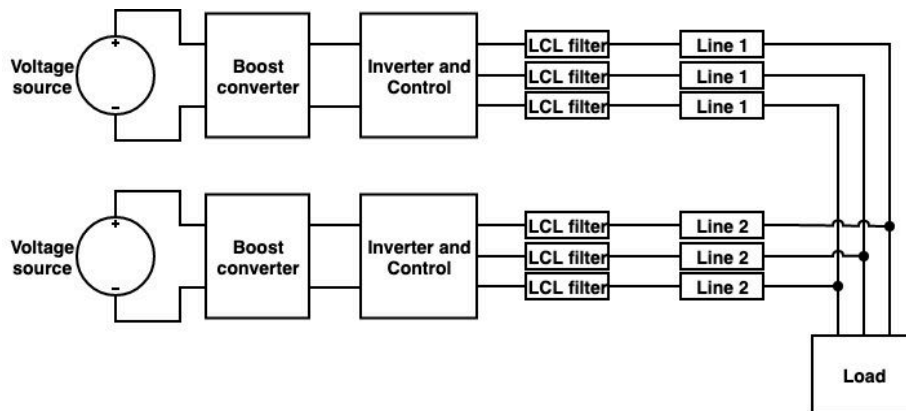 +
Voltage
source
−
Boost
converter
Inverter and
Control
LCL filter
Line 1
LCL filter
Line 1
LCL filter
Line 1
+
Voltage
source
−
Boost
converter
Inverter and
Control
LCL filter
Line 2
LCL filter
Line 2
LCL filter
Line 2
Load